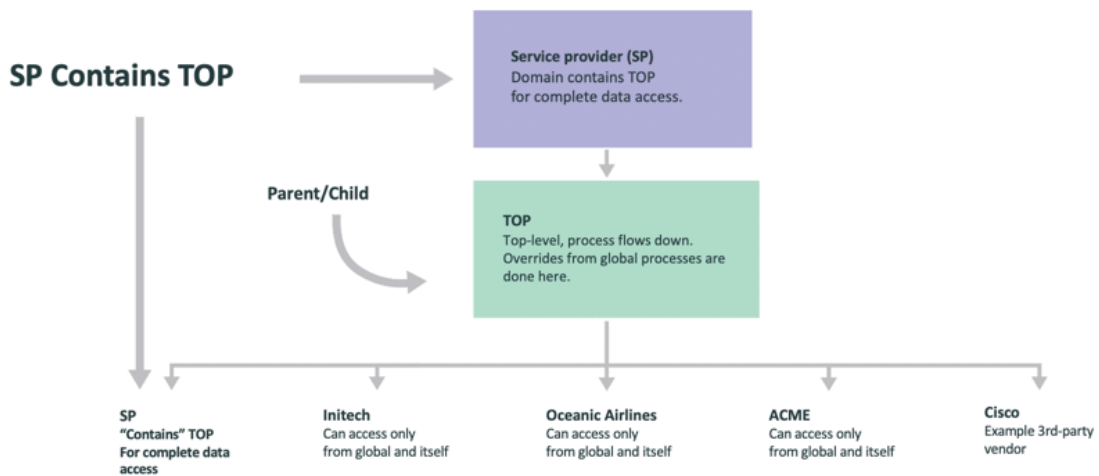 SP Contains TOP
Service provider (SP)
Domain contains TOP
for complete data access.
Parent/Child
TOP
Top-level, process flows down.
Overrides from global processes are
done here.
SP
“Contains” TOP
For complete data
access
Initech
Can access only
from global and itself
Oceanic Airlines
Can access only
from global and itself
ACME
Can access only
from global and itself
Cisco
Example 3rd-party
vendor